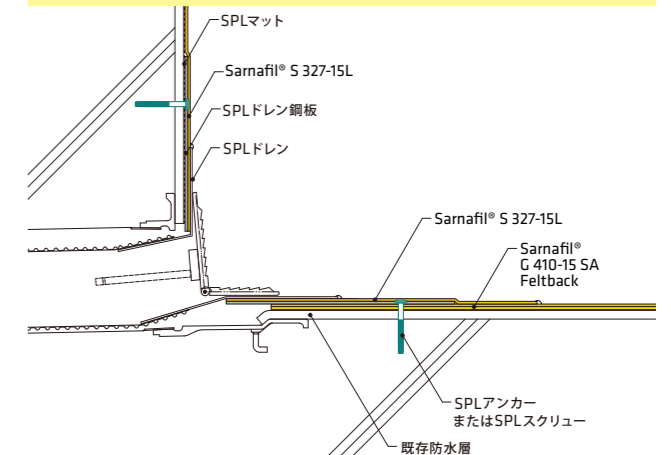 SPLマット
Sarnafil® S 327-15L
SPLドレン鋼板
SPLドレン
Sarnafil® S 327-15L
Sarnafil®
G 410-15 SA
Feltback
SPLアンカー
またはSPLスクリュー
既存防水層